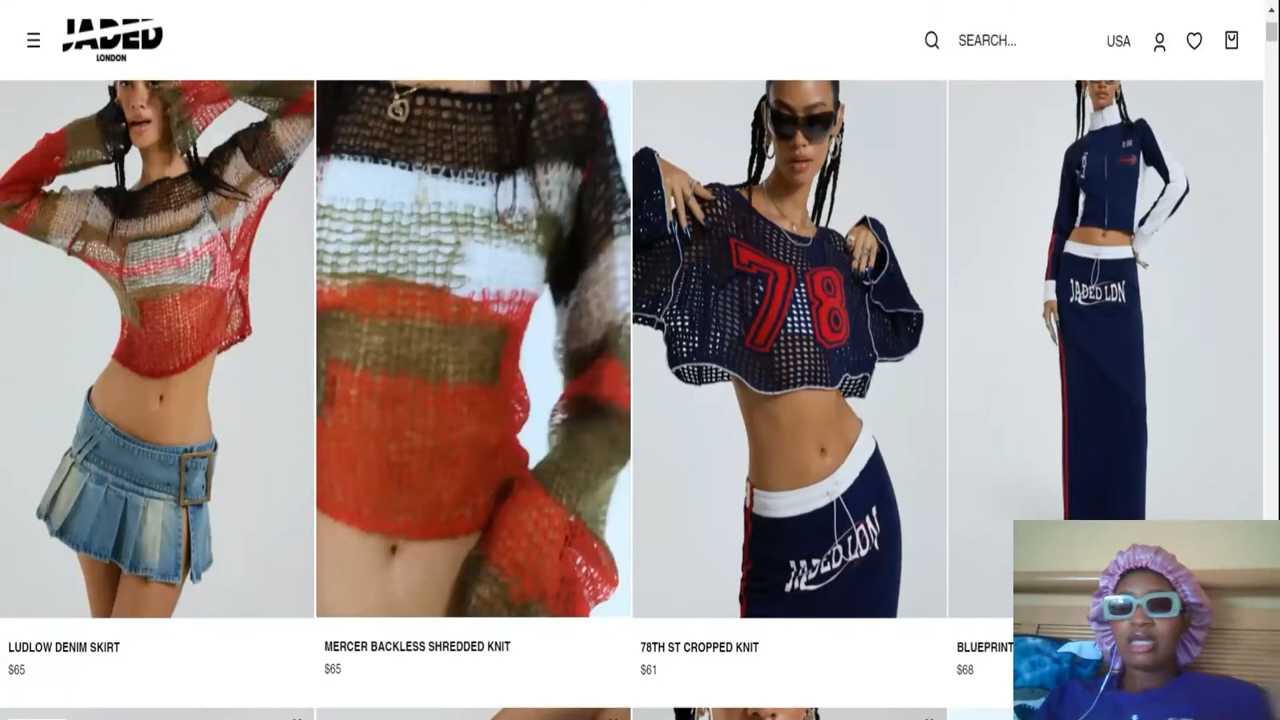 JADED
LONDON
SEARCH...
USA
78
JADED LDN
JADED LDN
LUDLOW DENIM SKIRT
$65
MERCER BACKLESS SHREDDED KNIT
$65
78TH ST CROPPED KNIT
$61
BLUEPRINT
$68